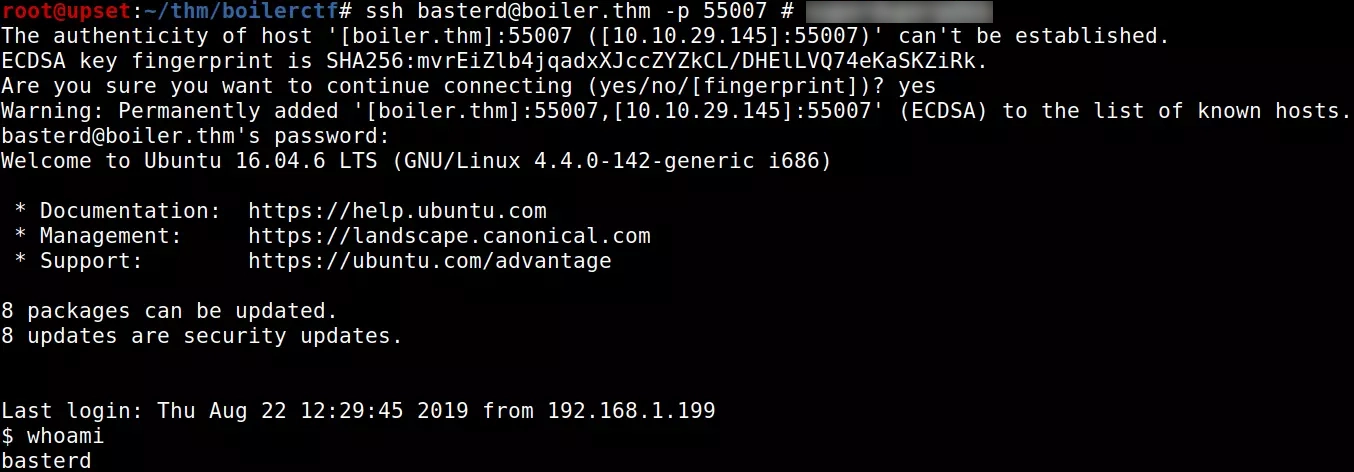 root@upset:~/thm/boilerctf# ssh basterd@boiler.thm -p 55007 #
The authenticity of host '[boiler.thm]:55007 ([10.10.29.145]:55007)' can't be established.
ECDSA key fingerprint is SHA256:mvrEiZlb4jqadxXJccZYZkCL/DHElLVQ74eKaSKZiRk.
Are you sure you want to continue connecting (yes/no/[fingerprint])? yes
Warning: Permanently added '[boiler.thm]:55007,[10.10.29.145]:55007' (ECDSA) to the list of known hosts.
basterd@boiler.thm's password:
Welcome to Ubuntu 16.04.6 LTS (GNU/Linux 4.4.0-142-generic i686)
* Documentation:  https://help.ubuntu.com
* Management:     https://landscape.canonical.com
* Support:        https://ubuntu.com/advantage
8 packages can be updated.
8 updates are security updates.
Last login: Thu Aug 22 12:29:45 2019 from 192.168.1.199
$ whoami
basterd